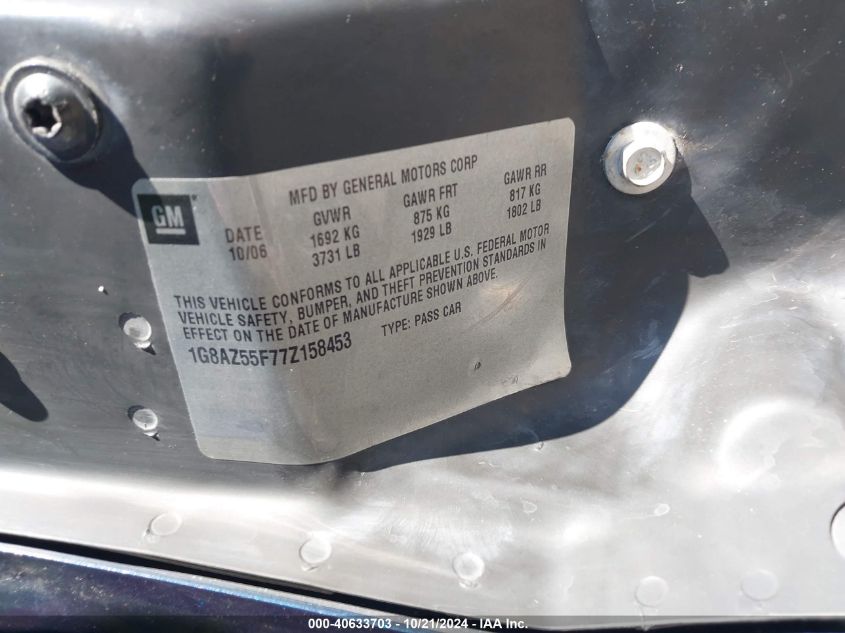 MFD BY GENERAL MOTORS CORP
GM ®
DATE GVWR GAWR FRT GAWR RR
10/06 1692 KG 875 KG 817 KG
3731 LB 1929 LB 1802 LB
THIS VEHICLE CONFORMS TO ALL APPLICABLE U.S. FEDERAL MOTOR
VEHICLE SAFETY, BUMPER, AND THEFT PREVENTION STANDARDS IN
EFFECT ON THE DATE OF MANUFACTURE SHOWN ABOVE.
1G8AZ55F77Z158453 TYPE: PASS CAR
000-40633703 - 10/21/2024 - IAA Inc.